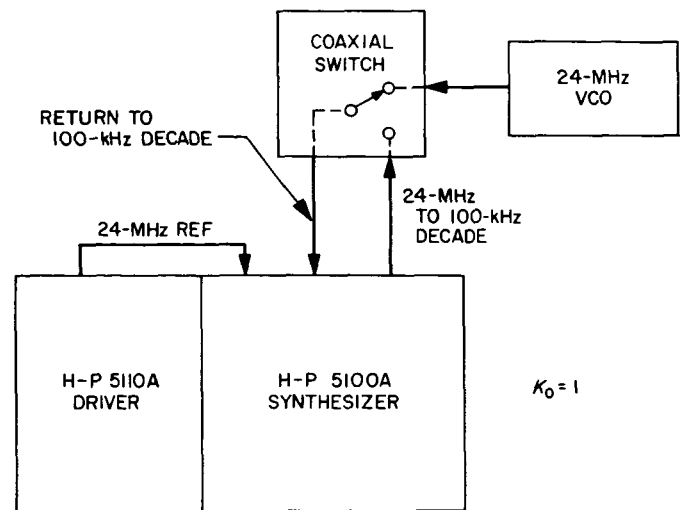 COAXIAL
SWITCH
24-MHz
VCO
RETURN TO
100-kHz DECADE
24-MHz
TO 100-kHz
DECADE
24-MHz REF
H-P 5110A
DRIVER
H-P 5100A
SYNTHESIZER
K₀ = 1